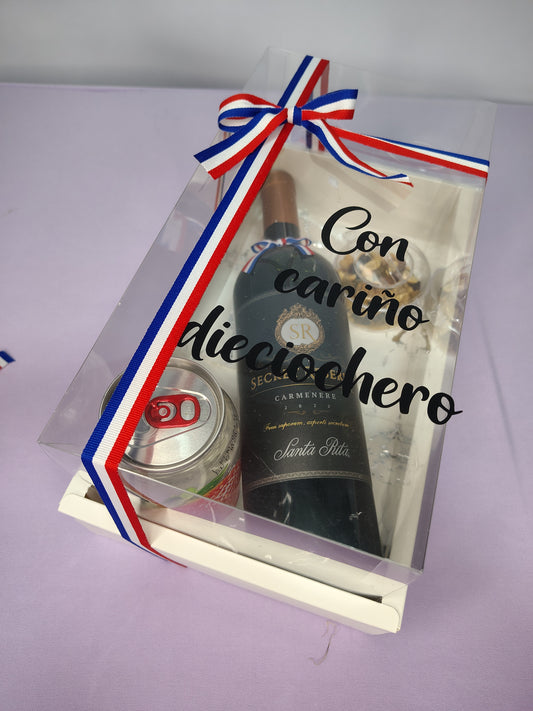 Con
cariño
dieciochero
SR
CARMENERE
Santa Rita